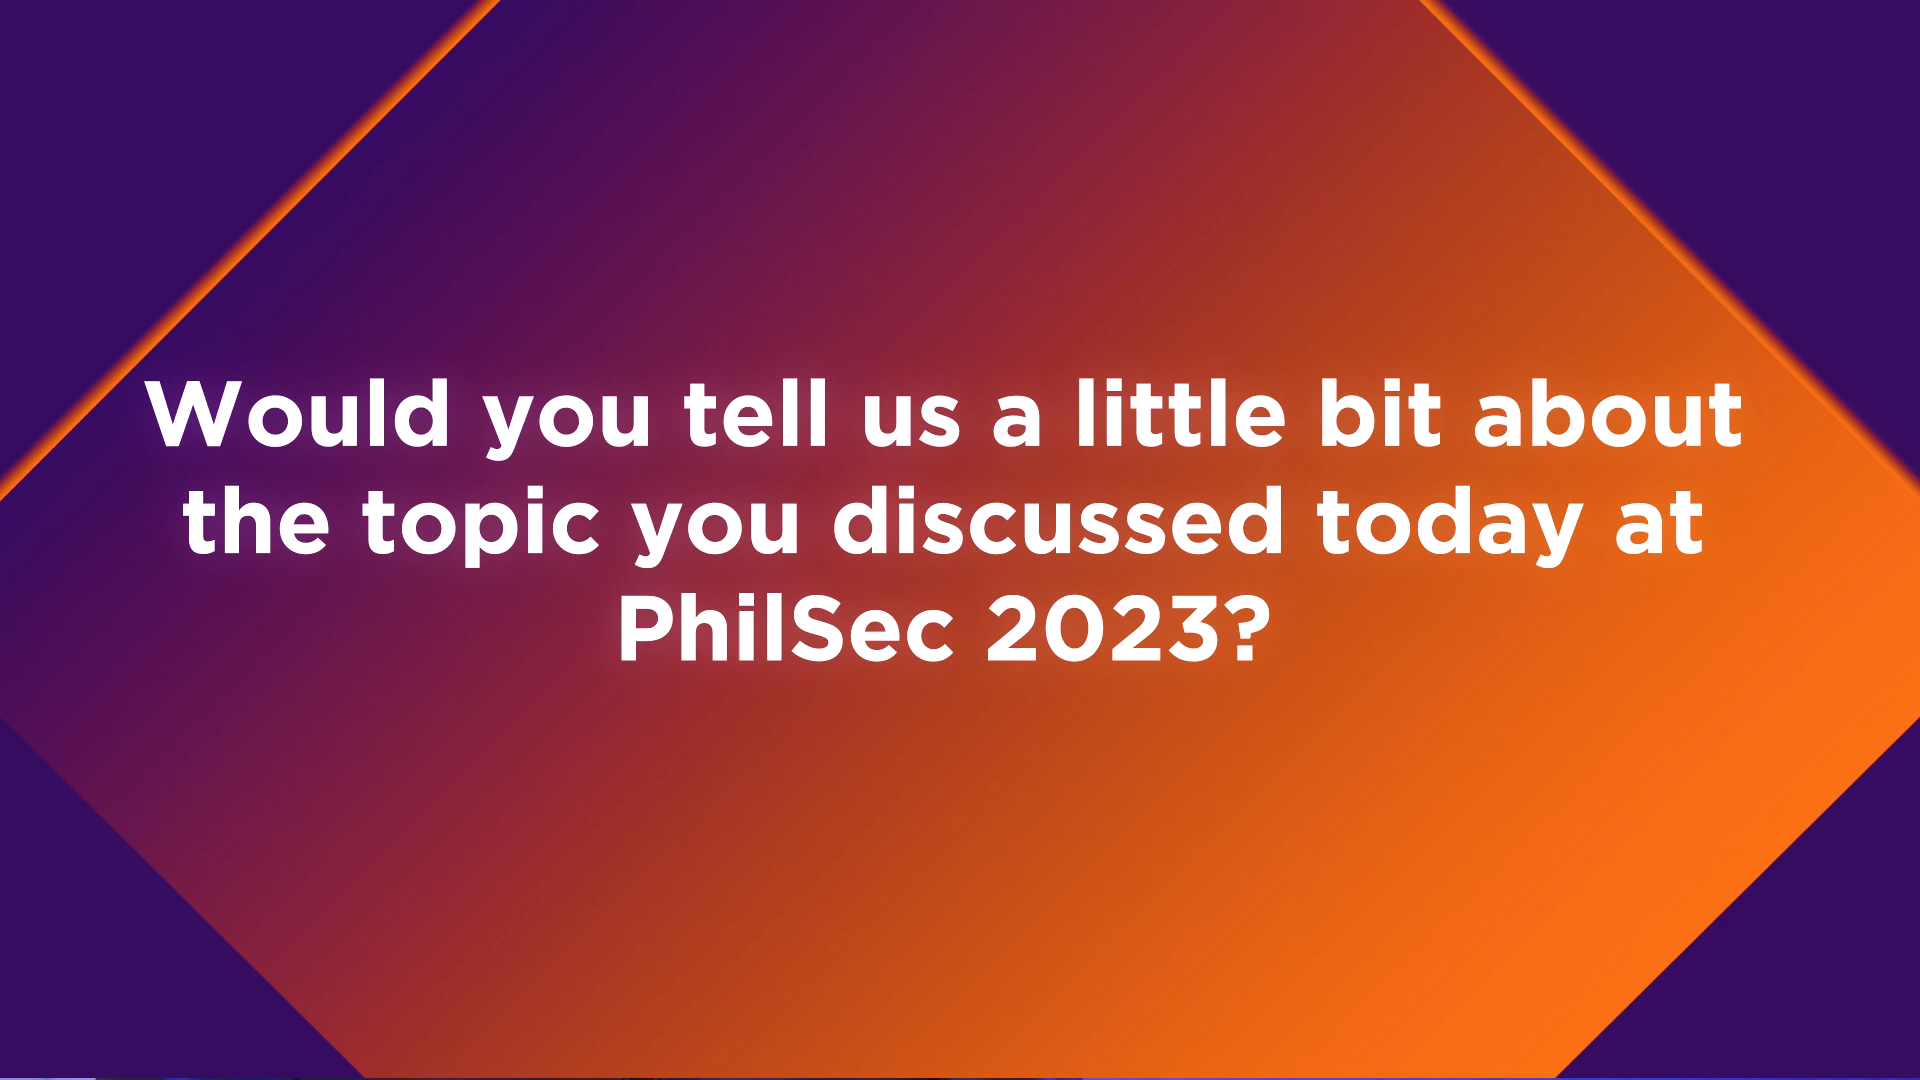 Would you tell us a little bit about
the topic you discussed today at
PhilSec 2023?